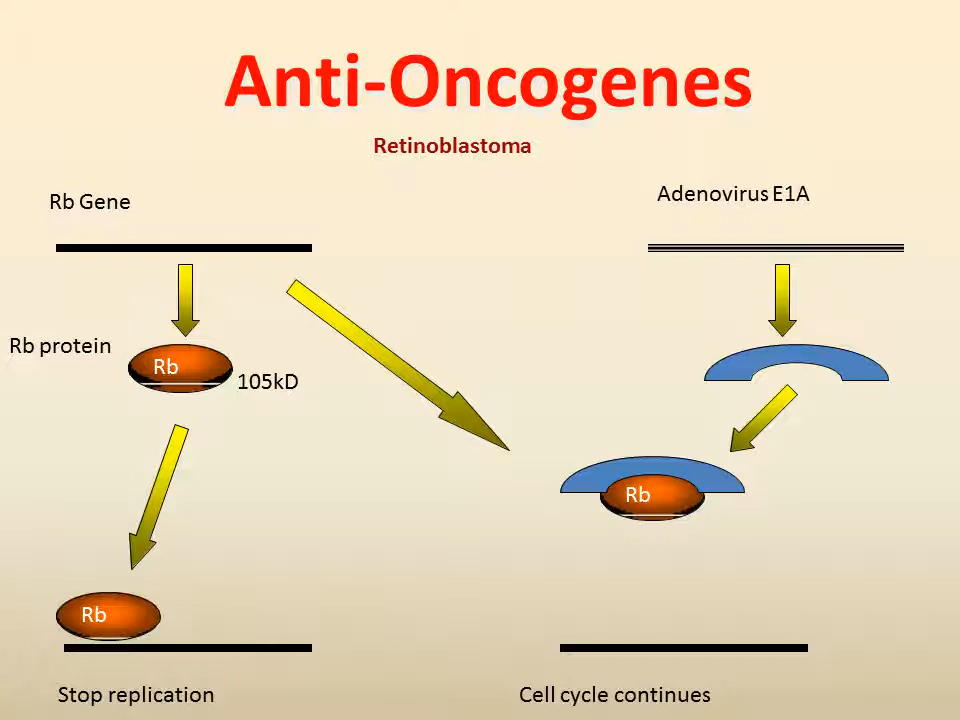 Anti-Oncogenes
Retinoblastoma
Rb Gene
Adenovirus E1A
Rb protein
Rb
105kD
Rb
Rb
Stop replication
Cell cycle continues